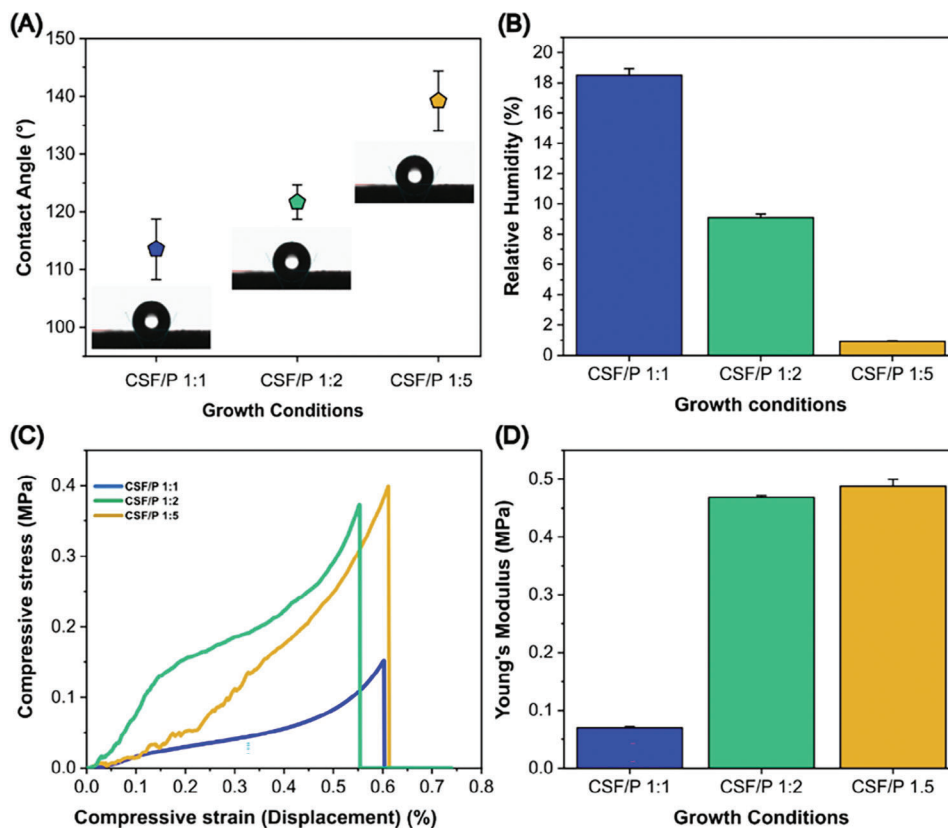 (A)
150
140
130
120
110
100
Contact Angle (°)
CSF/P 1:1
CSF/P 1:2
CSF/P 1:5
Growth Conditions
(B)
20
18
16
14
12
10
8
6
4
2
0
Relative Humidity (%)
CSF/P 1:1
CSF/P 1:2
CSF/P 1:5
Growth conditions
(C)
CSF/P 1:1
CSF/P 1:2
CSF/P 1:5
0.4
0.3
0.2
0.1
0.0
Compressive stress (MPa)
0.0
0.1
0.2
0.3
0.4
0.5
0.6
0.7
0.8
Compressive strain (Displacement) (%)
(D)
0.5
0.4
0.3
0.2
0.1
0.0
Young's Modulus (MPa)
CSF/P 1:1
CSF/P 1:2
CSF/P 1.5
Growth Conditions